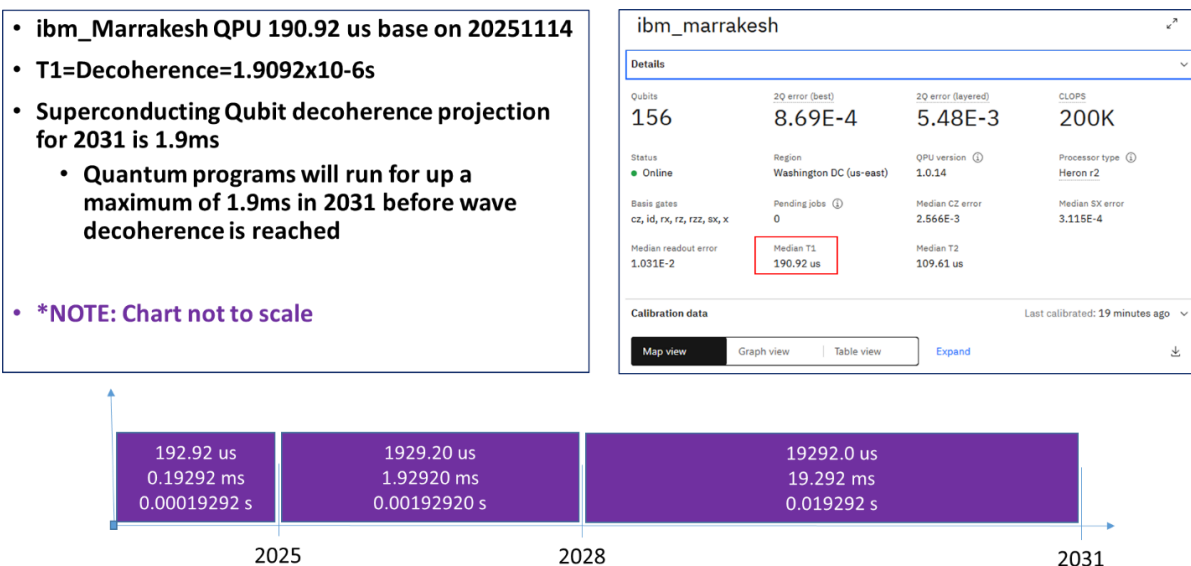 • ibm_Marrakesh QPU 190.92 us base on 20251114
• T1=Decoherence=1.9092x10-6s
• Superconducting Qubit decoherence projection
for 2031 is 1.9ms
• Quantum programs will run for up a
maximum of 1.9ms in 2031 before wave
decoherence is reached
• *NOTE: Chart not to scale
ibm_marrakesh
Details
Qubits 2Q error (best) 2Q error (layered) CLOPS
156 8.69E-4 5.48E-3 200K
Status Region QPU version Processor type
Online Washington DC (us-east) 1.0.14 Heron r2
Basis gates Pending jobs Median CZ error Median SX error
cz, id, rx, rz, rzz, sx, x 0 2.566E-3 3.115E-4
Median readout error Median T1 Median T2
1.031E-2 190.92 us 109.61 us
Calibration data Last calibrated: 19 minutes ago
Map view Graph view Table view Expand
192.92 us 1929.20 us 19292.0 us
0.19292 ms 1.92920 ms 19.292 ms
0.00019292 s 0.00192920 s 0.019292 s
2025 2028 2031